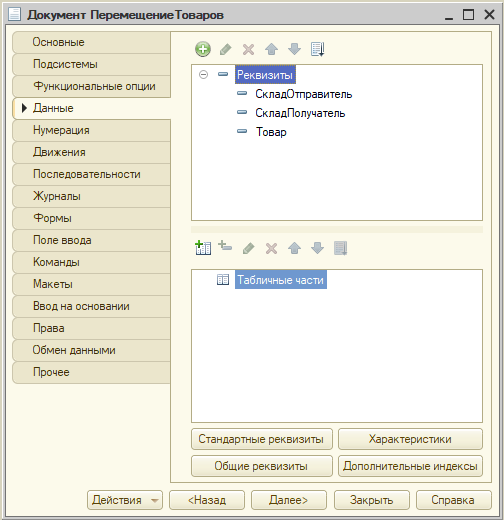 Документ ПеремещениеТоваров
Основные
Подсистемы
Функциональные опции
Данные
Нумерация
Движения
Последовательности
Журналы
Формы
Поле ввода
Команды
Макеты
Ввод на основании
Права
Обмен данными
Прочее
Реквизиты
СкладОтправитель
СкладПолучатель
Товар
Табличные части
Стандартные реквизиты
Характеристики
Общие реквизиты
Дополнительные индексы
Действия
<Назад
Далее>
Закрыть
Справка